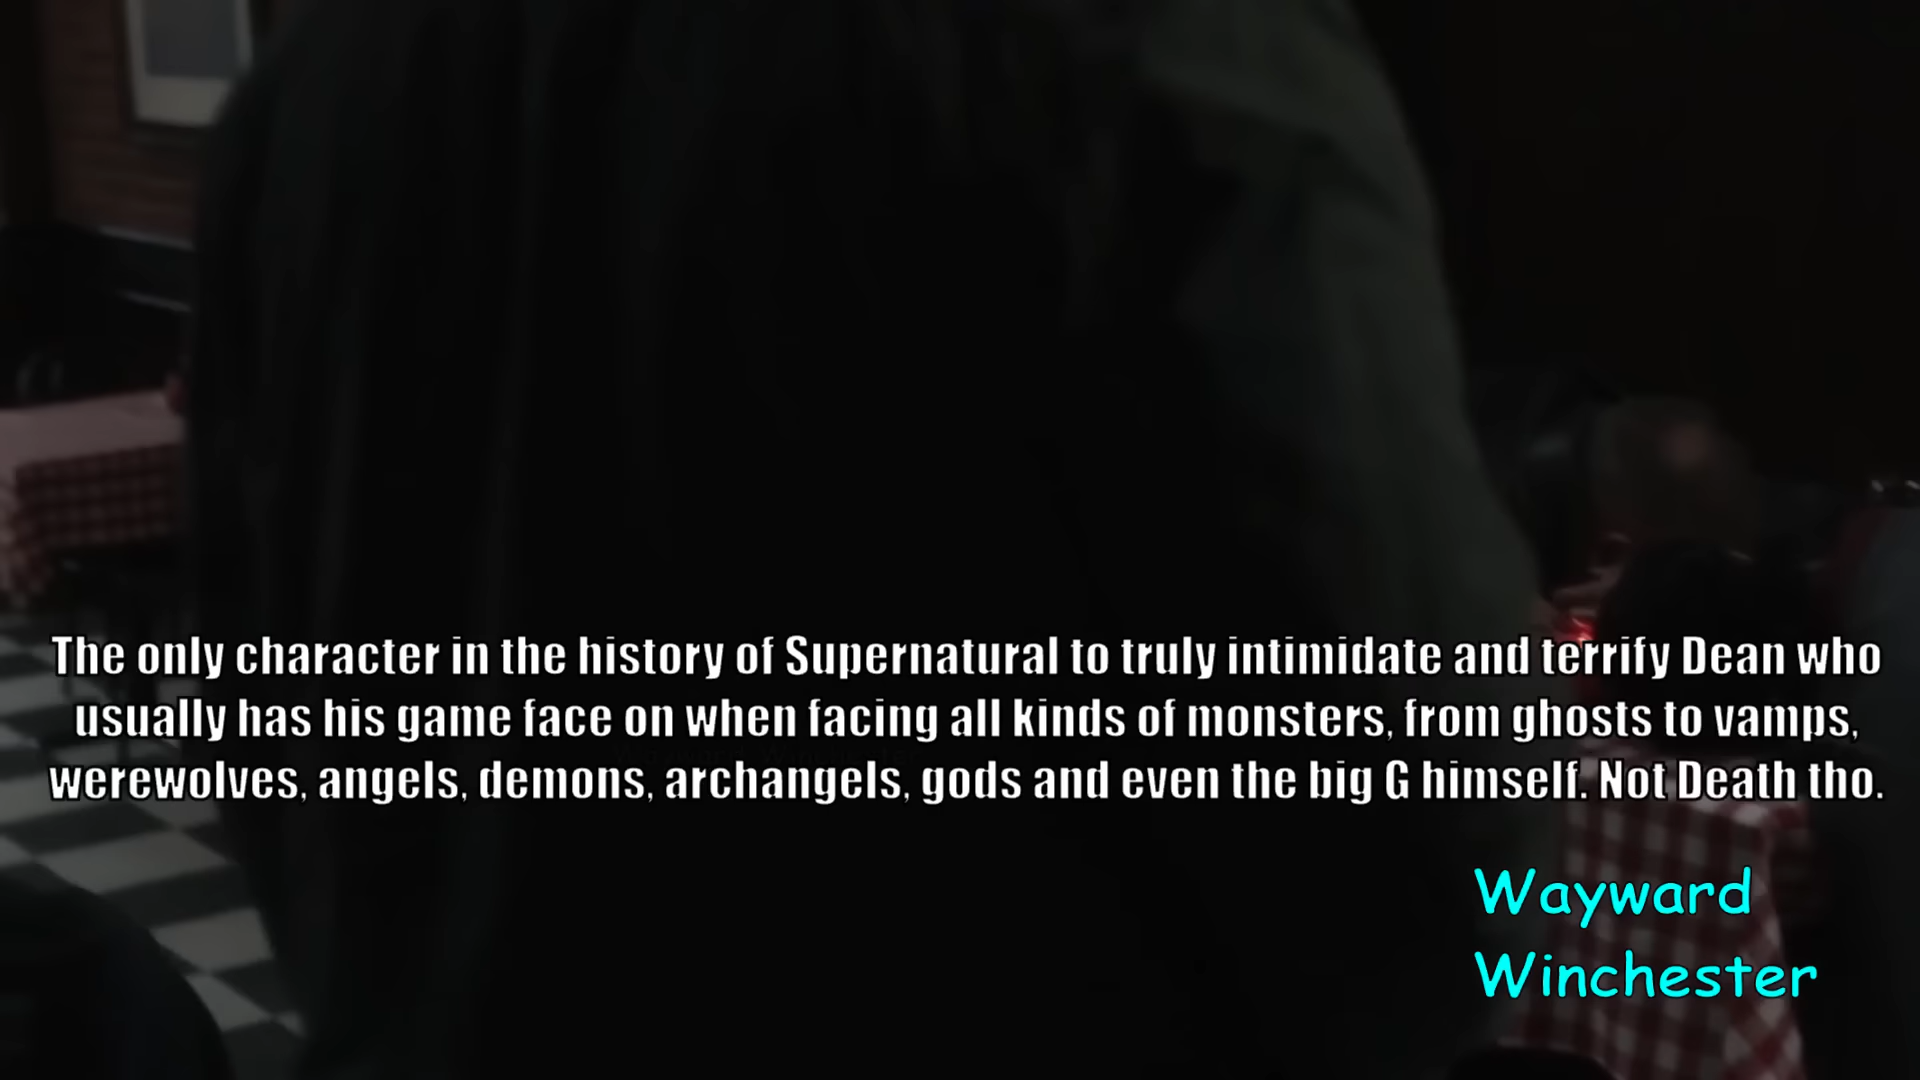 The only character in the history of Supernatural to truly intimidate and terrify Dean who
usually has his game face on when facing all kinds of monsters, from ghosts to vamps,
werewolves, angels, demons, archangels, gods and even the big G himself. Not Death tho.
Wayward
Winchester